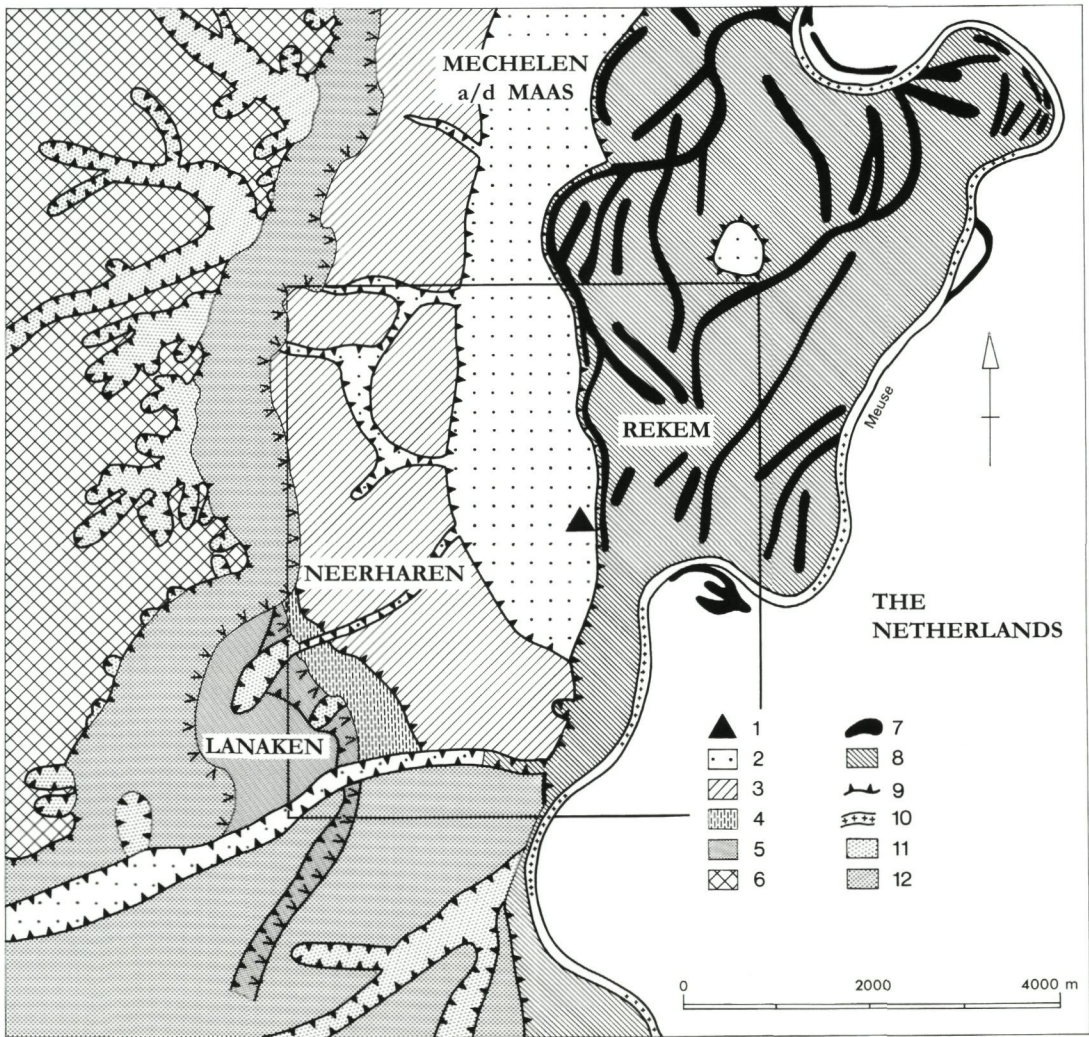 MECHELEN
a/d MAAS
REKEM
Meuse
NEERHAREN
THE
NETHERLANDS
LANAKEN
1
2
3
4
5
6
7
8
9
10
11
12
0 2000 4000 m